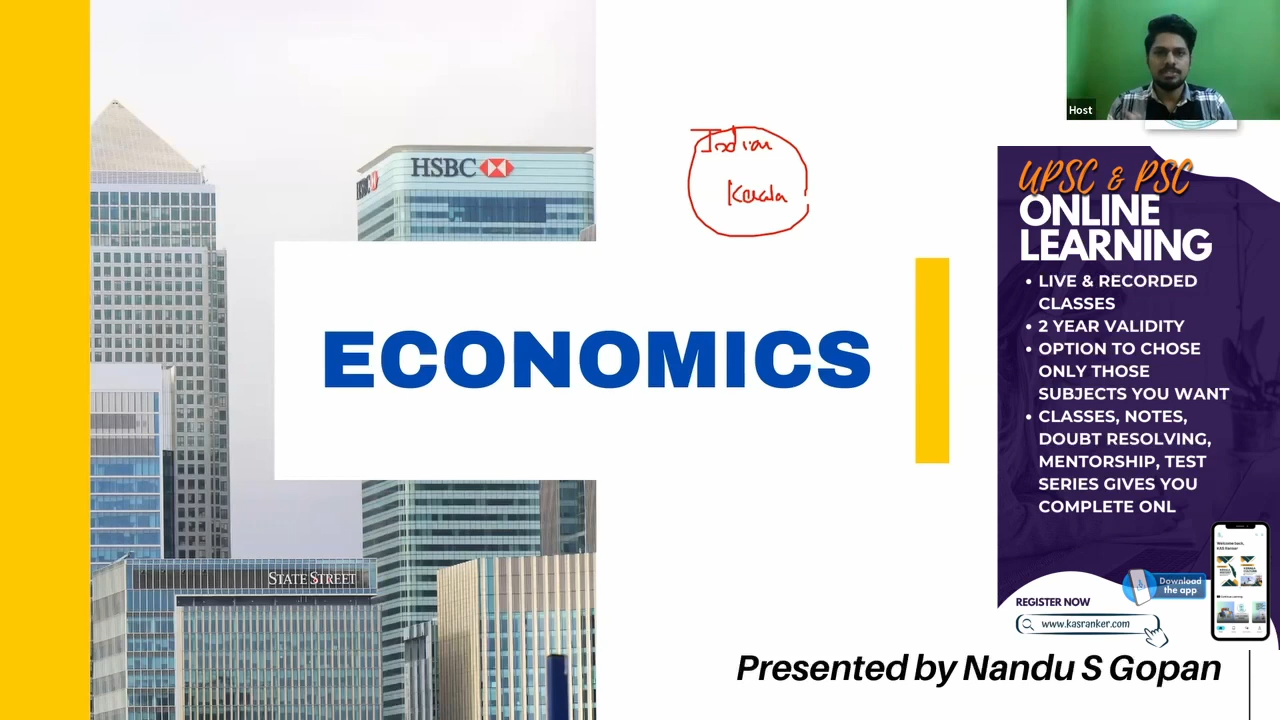 HSBC
Indian
Kerala
ECONOMICS
STATE STREET
Host
UPSC & PSC
ONLINE
LEARNING
• LIVE & RECORDED
CLASSES
• 2 YEAR VALIDITY
• OPTION TO CHOSE
ONLY THOSE
SUBJECTS YOU WANT
• CLASSES, NOTES,
DOUBT RESOLVING,
MENTORSHIP, TEST
SERIES GIVES YOU
COMPLETE ONL
Download
the app
REGISTER NOW
www.kasranker.com
Presented by Nandu S Gopan